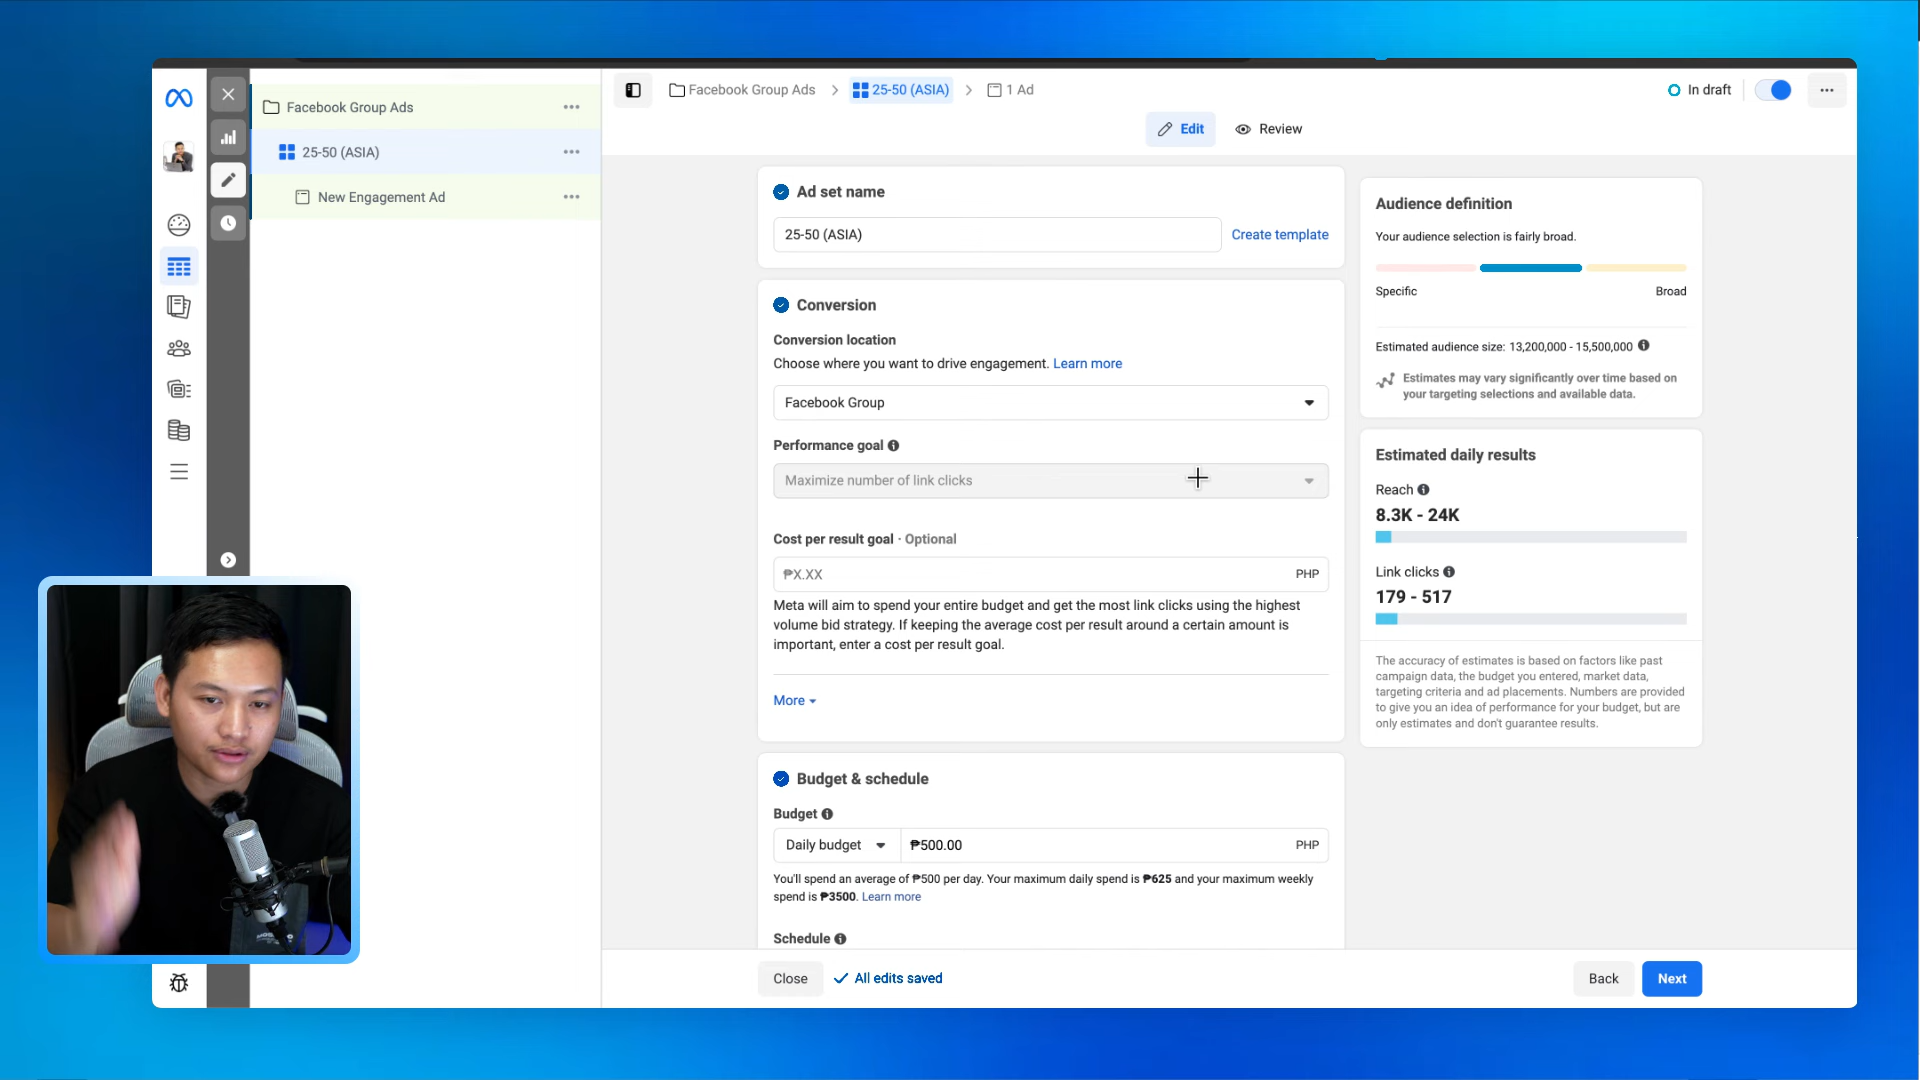 Facebook Group Ads
25-50 (ASIA)
New Engagement Ad
Facebook Group Ads
25-50 (ASIA)
1 Ad
In draft
Edit
Review
Ad set name
25-50 (ASIA)
Create template
Conversion
Conversion location
Choose where you want to drive engagement. Learn more
Facebook Group
Performance goal
Maximize number of link clicks
Cost per result goal · Optional
₱X.XX
PHP
Meta will aim to spend your entire budget and get the most link clicks using the highest
volume bid strategy. If keeping the average cost per result around a certain amount is
important, enter a cost per result goal.
More
Budget & schedule
Budget
Daily budget
₱500.00
PHP
You'll spend an average of ₱500 per day. Your maximum daily spend is ₱625 and your maximum weekly
spend is ₱3500. Learn more
Schedule
Close
All edits saved
Back
Next
Audience definition
Your audience selection is fairly broad.
Specific
Broad
Estimated audience size: 13,200,000 - 15,500,000
Estimates may vary significantly over time based on
your targeting selections and available data.
Estimated daily results
Reach
8.3K - 24K
Link clicks
179 - 517
The accuracy of estimates is based on factors like past
campaign data, the budget you entered, market data,
targeting criteria and ad placements. Numbers are provided
to give you an idea of performance for your budget, but are
only estimates and don't guarantee results.